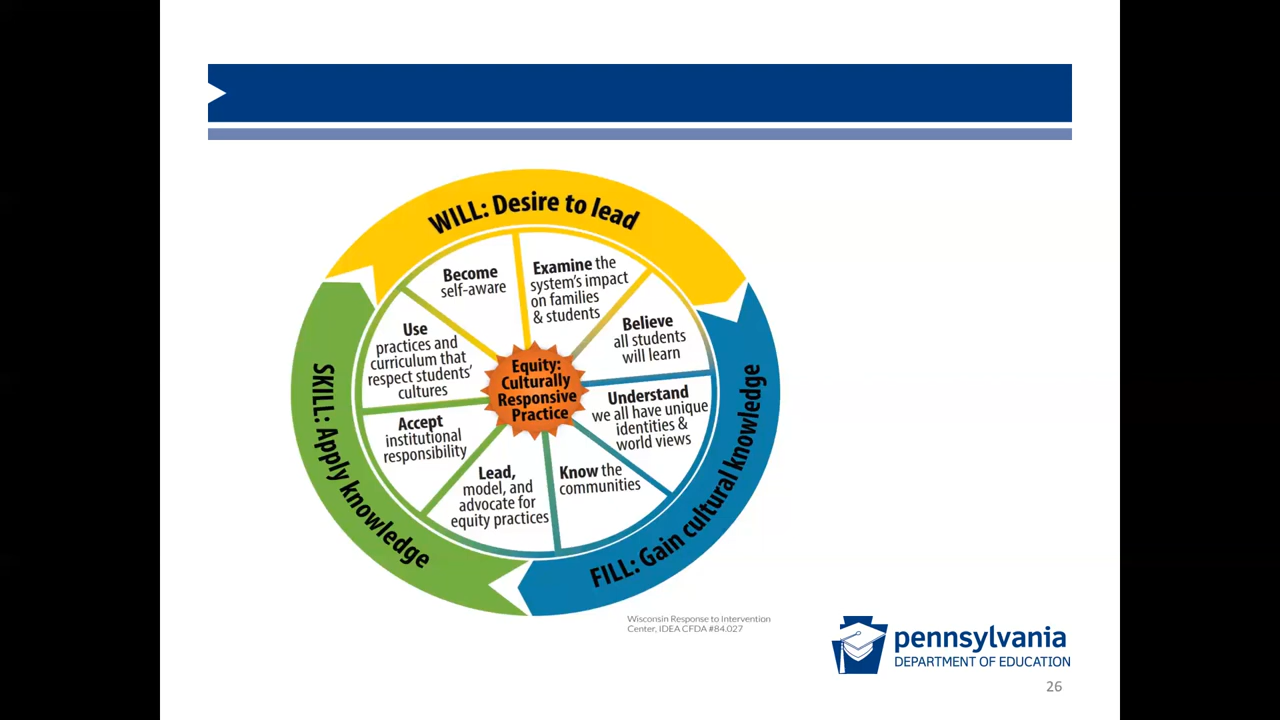 WILL: Desire to lead
Become
self-aware
Examine the
system's impact
on families
& students
Believe
all students
will learn
Understand
we all have unique
identities &
world views
Know the
communities
Lead,
model, and
advocate for
equity practices
Accept
institutional
responsibility
Use
practices and
curriculum that
respect students'
cultures
Equity:
Culturally
Responsive
Practice
FILL: Gain cultural knowledge
SKILL: Apply knowledge
Wisconsin Response to Intervention
Center, IDEA CFDA #84.027
pennsylvania
DEPARTMENT OF EDUCATION
26